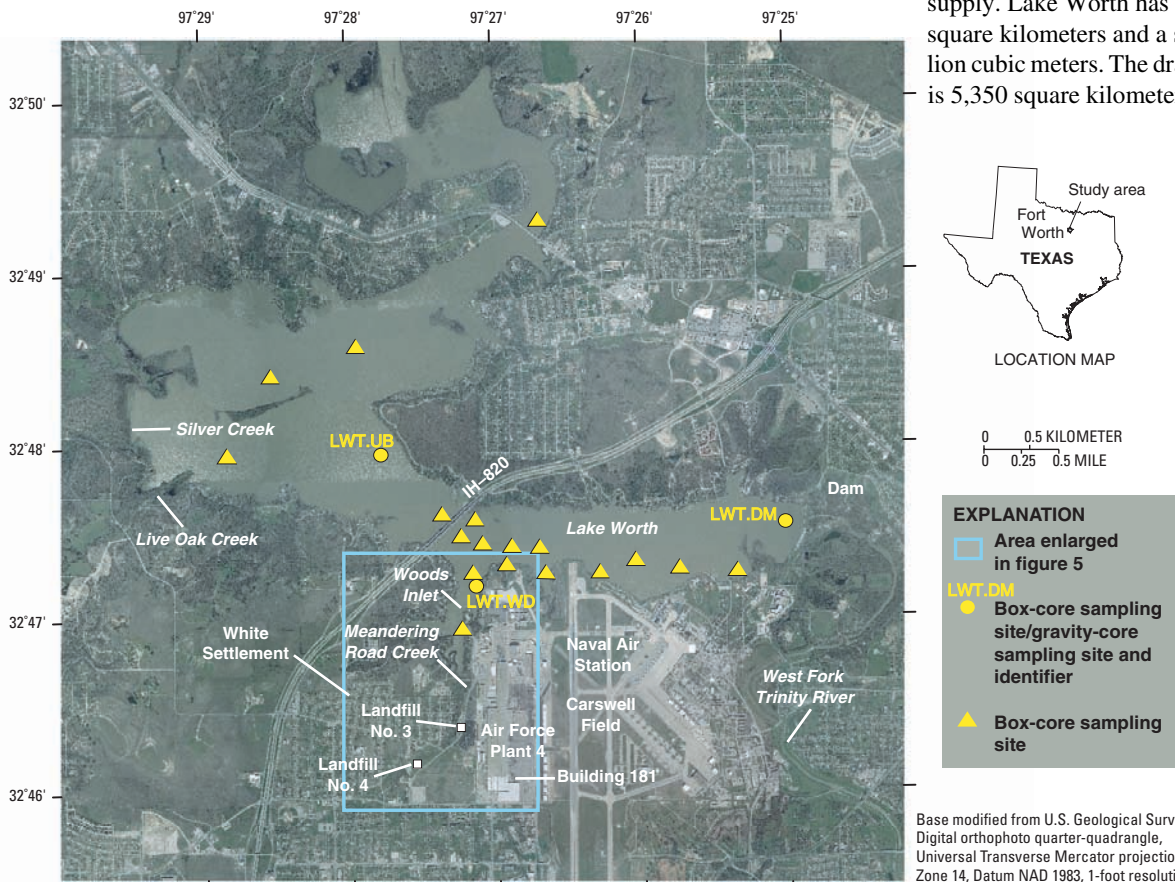 supply. Lake Worth has
square kilometers and a
lion cubic meters. The
is 5,350 square
97°29'
97°28'
97°27'
97°26'
97°25'
32°50'
32°49'
32°48'
32°47'
32°46'
Silver Creek
LWT.UB
Live Oak Creek
IH–820
Lake Worth
LWT.DM
Dam
Woods
Inlet
LWT.WD
Meandering
Road Creek
White
Settlement
Landfill
No. 3
Landfill
No. 4
Air Force
Plant 4
Building 181
Naval Air
Station
Carswell
Field
West Fork
Trinity River
Study area
Fort
Worth
TEXAS
LOCATION MAP
0 0.5 KILOMETER
0 0.25 0.5 MILE
EXPLANATION
Area enlarged
in figure 5
LWT.DM
Box-core sampling
site/gravity-core
sampling site and
identifier
Box-core sampling
site
Base modified from U.S. Geological
Digital orthophoto quarter-quadrangle,
Universal Transverse Mercator
Zone 14, Datum NAD 1983, 1-foot